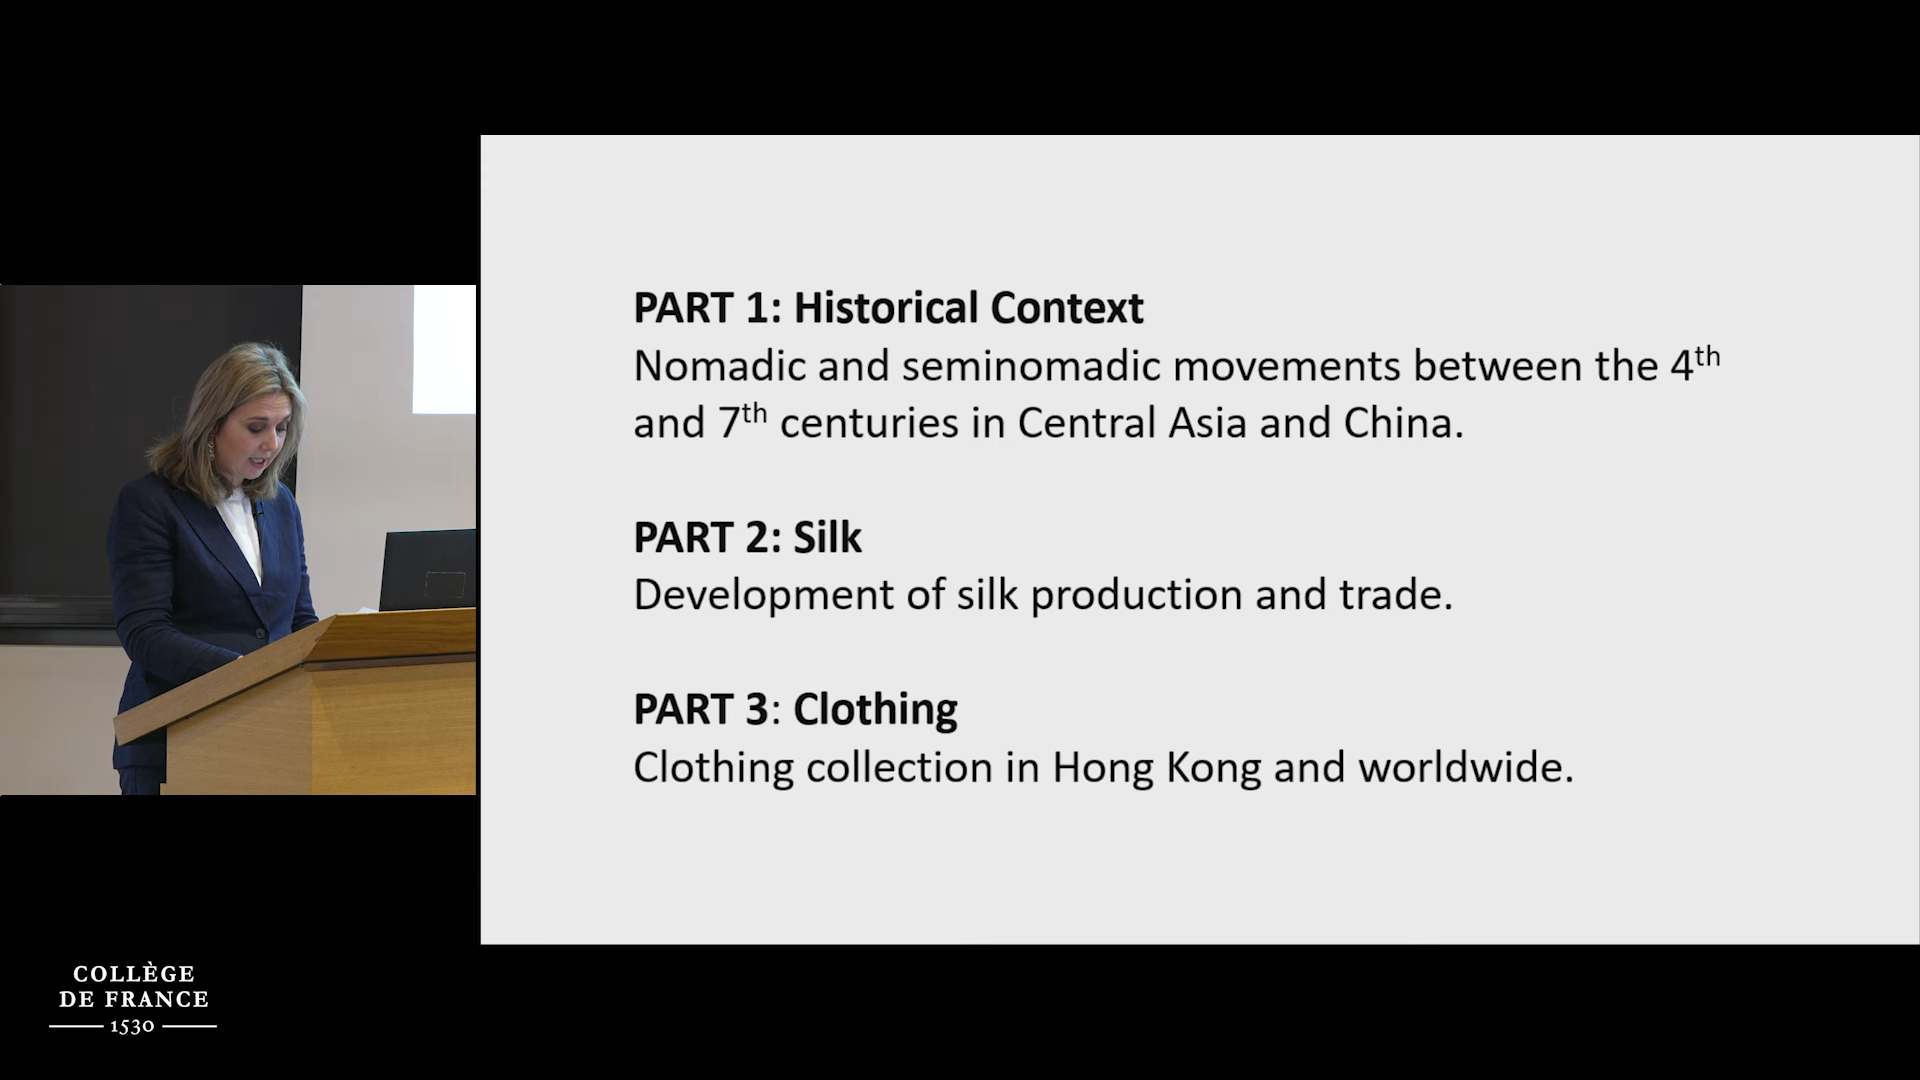 PART 1: Historical Context
Nomadic and seminomadic movements between the 4th
and 7th centuries in Central Asia and China.
PART 2: Silk
Development of silk production and trade.
PART 3: Clothing
Clothing collection in Hong Kong and worldwide.
COLLÈGE
DE FRANCE
1530